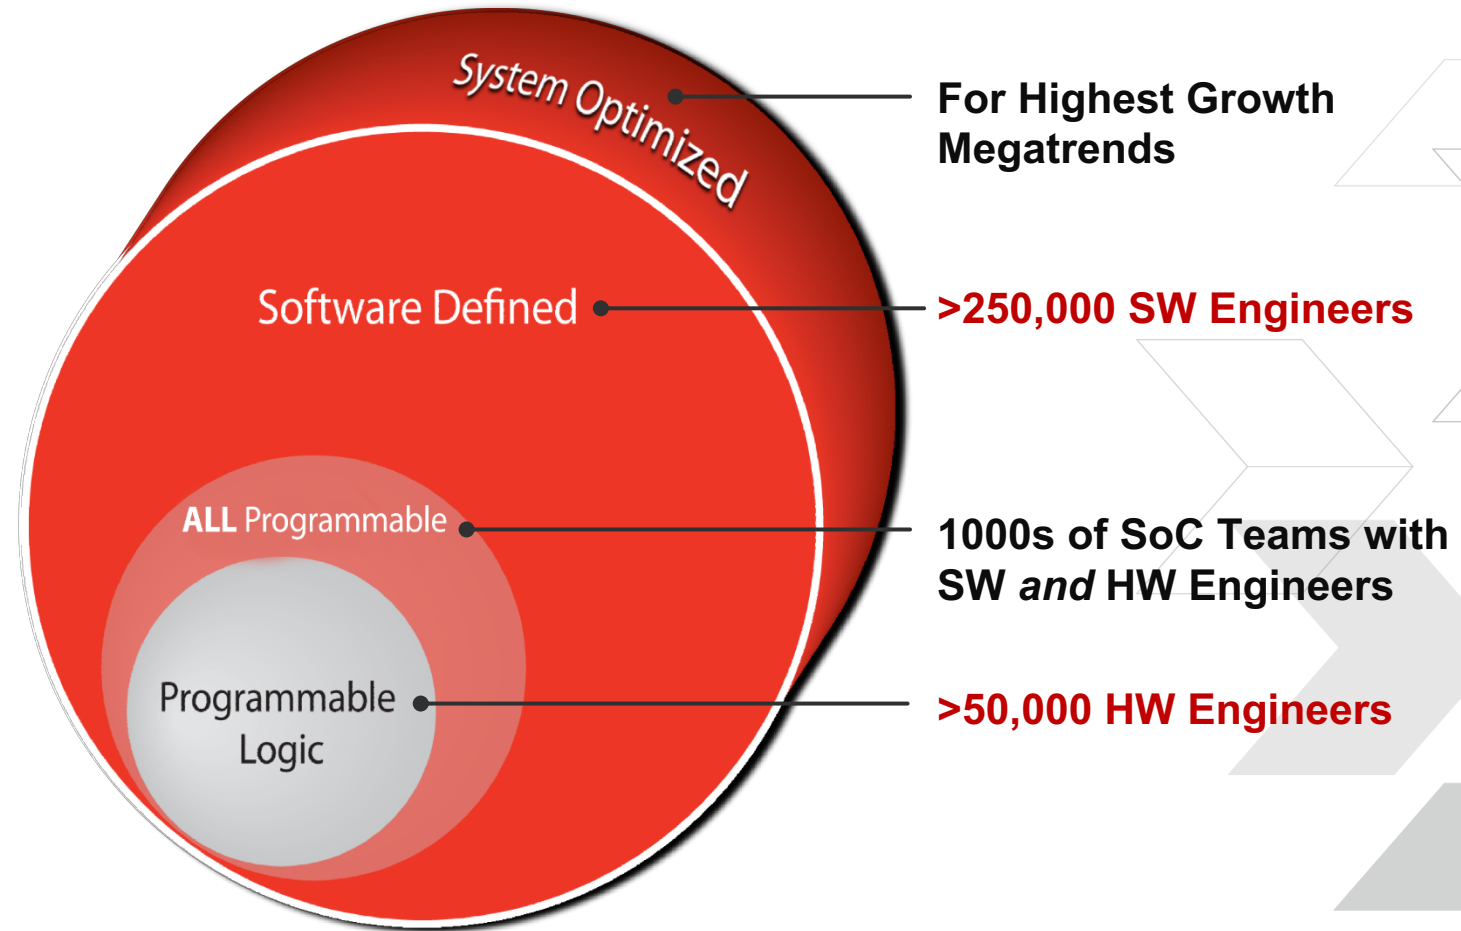 System Optimized
For Highest Growth
Megatrends
Software Defined
>250,000 SW Engineers
ALL Programmable
1000s of SoC Teams with
SW and HW Engineers
Programmable
Logic
>50,000 HW Engineers